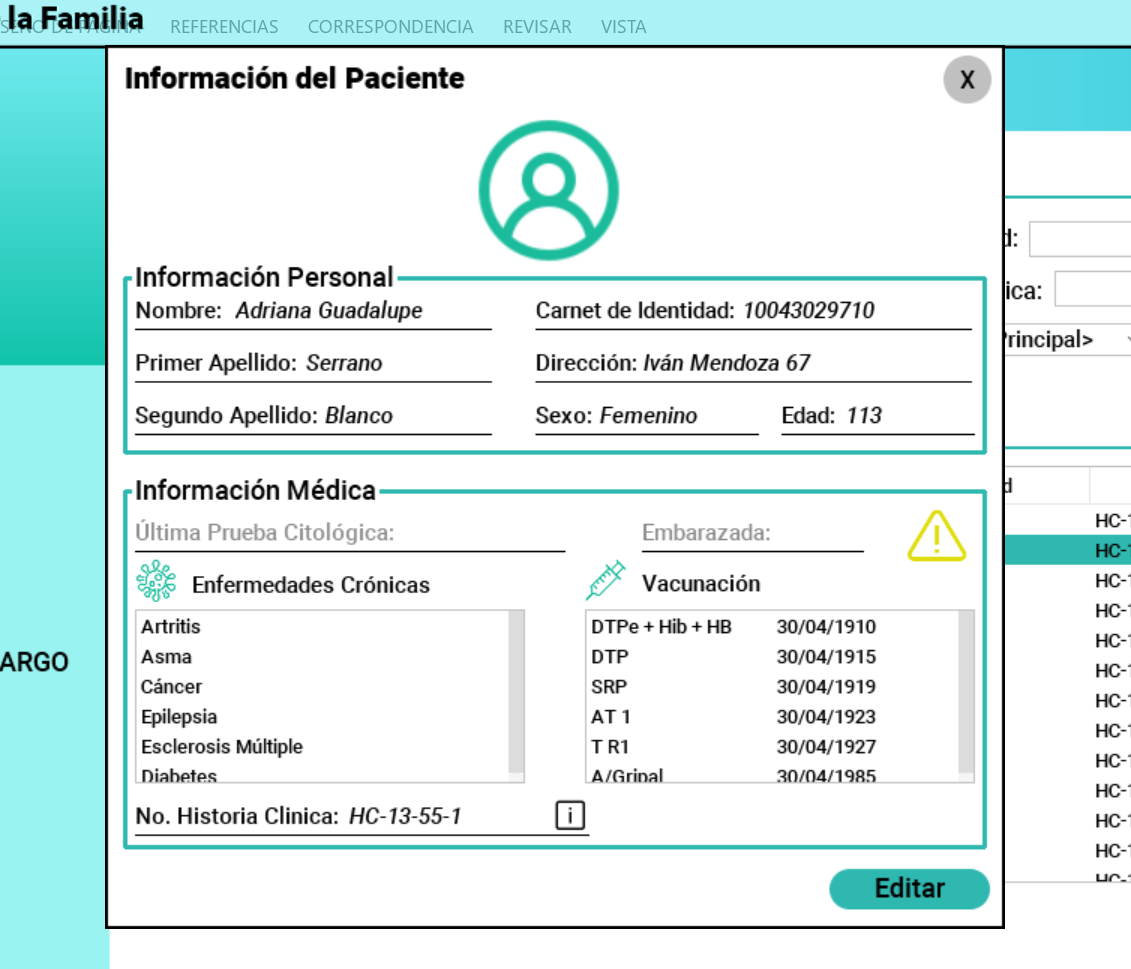 la Familia
REFERENCIAS CORRESPONDENCIA REVISAR VISTA
Información del Paciente
X
Información Personal
Nombre: Adriana Guadalupe
Carnet de Identidad: 10043029710
Primer Apellido: Serrano
Dirección: Iván Mendoza 67
Segundo Apellido: Blanco
Sexo: Femenino
Edad: 113
Información Médica
Última Prueba Citológica:
Embarazada:
Enfermedades Crónicas
Artritis
Asma
Cáncer
Epilepsia
Esclerosis Múltiple
Diabetes
Vacunación
DTPe + Hib + HB 30/04/1910
DTP 30/04/1915
SRP 30/04/1919
AT 1 30/04/1923
T R1 30/04/1927
A/Gripal 30/04/1985
No. Historia Clinica: HC-13-55-1
i
Editar
ARGO
d:
ica:
rincipal>
d
HC-1
HC-1
HC-1
HC-1
HC-1
HC-1
HC-1
HC-1
HC-1
HC-1
HC-1
HC-1